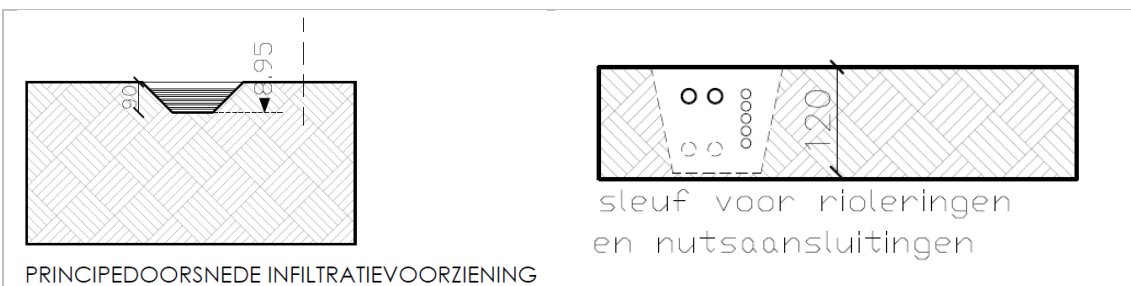 90
8.95
PRINCIPEDOORSNEDE INFILTRATIEVOORZIENING
120
sleuf voor rioleringen
en nutsaansluitingen